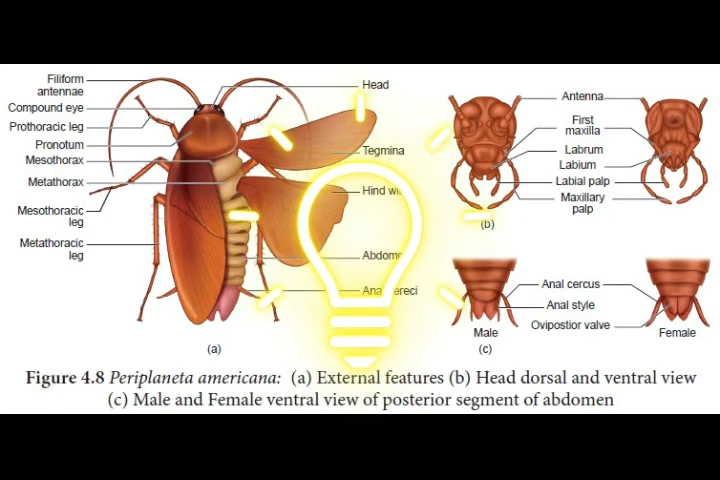 Filiform
antennae
Compound eye
Prothoracic leg
Pronotum
Mesothorax
Metathorax
Mesothoracic
leg
Metathoracic
leg
Head
Tegmina
Hind
(a)
Antenna
First
maxilla
Labrum
Labium
Labial palp
Maxillary
palp
(b)
Anal cercus
Anal style
Ovipostior valve
Male
Female
(c)
Figure 4.8 Periplaneta americana: (a) External features (b) Head dorsal and ventral view
(c) Male and Female ventral view of posterior segment of abdomen